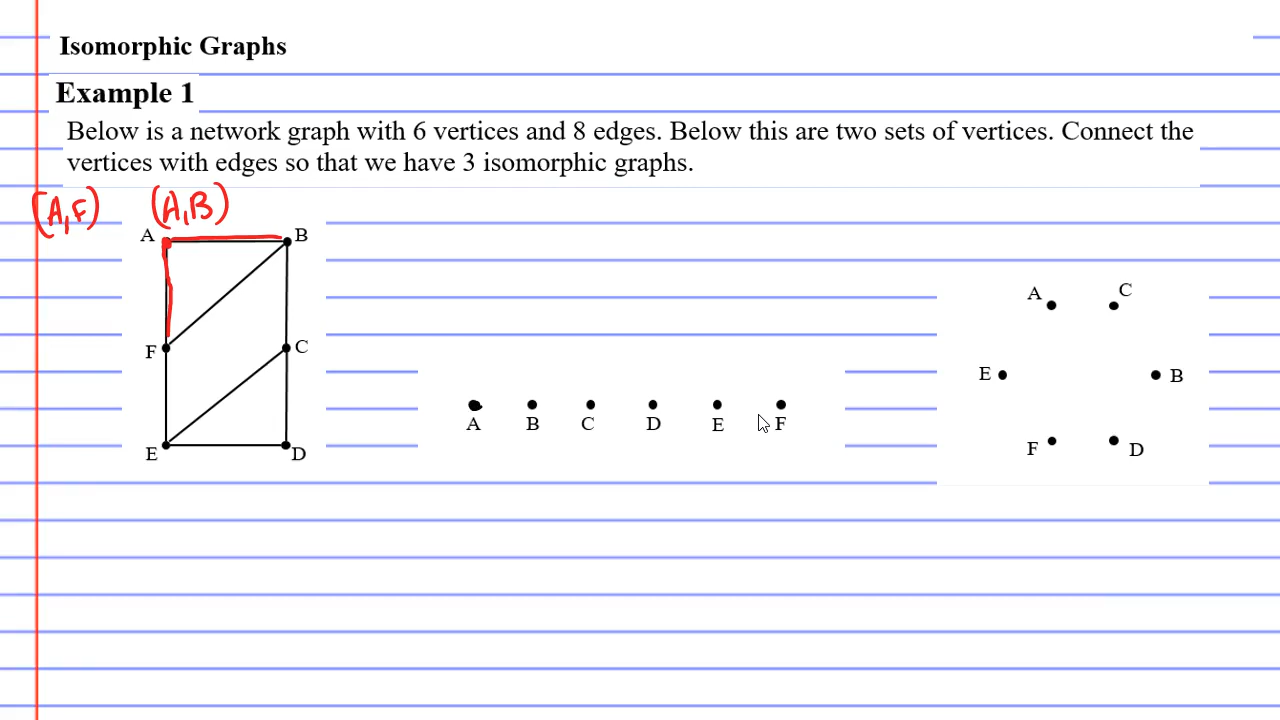 Isomorphic Graphs
Example 1
Below is a network graph with 6 vertices and 8 edges. Below this are two sets of vertices. Connect the
vertices with edges so that we have 3 isomorphic graphs.
(A,F) (A,B)
A B
F C
E D
A B C D E F
A C
E B
F D